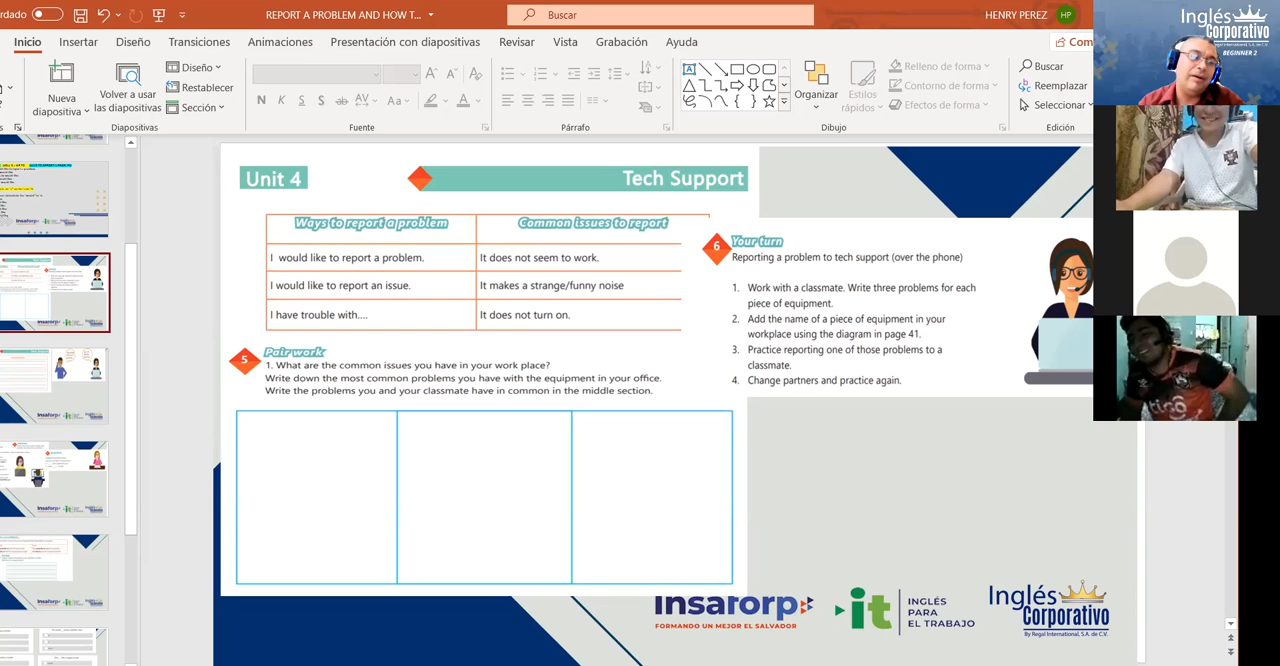 rdado
REPORT A PROBLEM AND HOW T...
Buscar
HENRY PEREZ
HP
Inicio
Insertar
Diseño
Transiciones
Animaciones
Presentación con diapositivas
Revisar
Vista
Grabación
Ayuda
Com
Nueva
diapositiva
Volver a usar
las diapositivas
Diseño
Restablecer
Sección
Diapositivas
N K S S ab AV Aa
A A A
Fuente
Párrafo
Organizar
Estilos
rápidos
Relleno de forma
Contorno de forma
Efectos de forma
Dibujo
Buscar
Reemplazar
Seleccionar
Edición
Inglés
Corporativo
by Regal International, S.A. de C.V.
BEGINNER 2
Unit 4
Tech Support
Ways to report a problem
Common issues to report
I would like to report a problem.
It does not seem to work.
I would like to report an issue.
It makes a strange/funny noise
I have trouble with....
It does not turn on.
5
Pair work
1. What are the common issues you have in your work place?
Write down the most common problems you have with the equipment in your office.
Write the problems you and your classmate have in common in the middle section.
6
Your turn
Reporting a problem to tech support (over the phone)
1. Work with a classmate. Write three problems for each
piece of equipment.
2. Add the name of a piece of equipment in your
workplace using the diagram in page 41.
3. Practice reporting one of those problems to a
classmate.
4. Change partners and practice again.
tigo
Insaforp
FORMANDO UN MEJOR EL SALVADOR
it
INGLÉS
PARA
EL TRABAJO
Inglés
Corporativo
By Regal International, S.A. de C.V.